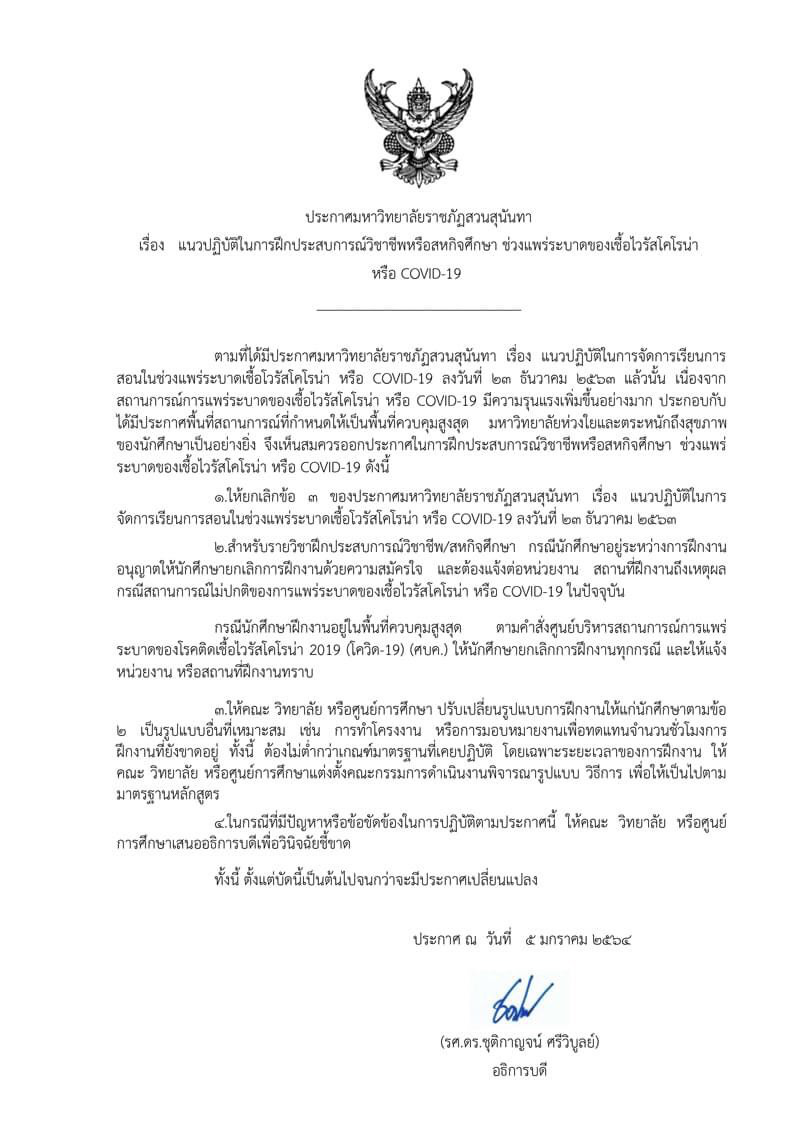 ประกาศมหาวิทยาลัยราชภัฏสวนสุนันทา
เรื่อง แนวปฏิบัติในการฝึกประสบการณ์วิชาชีพหรือสหกิจศึกษา ช่วงแพร่ระบาดของเชื้อไวรัสโคโรน่า
หรือ COVID-19
ตามที่ได้มีประกาศมหาวิทยาลัยราชภัฏสวนสุนันทา เรื่อง แนวปฏิบัติในการจัดการเรียนการ
สอนในช่วงแพร่ระบาดเชื้อโวรัสโคโรน่า หรือ COVID-19 ลงวันที่ ๒๓ ธันวาคม ๒๕๖๓ แล้วนั้น เนื่องจาก
สถานการณ์การแพร่ระบาดของเชื้อไวรัสโคโรน่า หรือ COVID-19 มีความรุนแรงเพิ่มขึ้นอย่างมาก ประกอบกับ
ได้มีประกาศพื้นที่สถานการณ์ที่กำหนดให้เป็นพื้นที่ควบคุมสูงสุด มหาวิทยาลัยห่วงใยและตระหนักถึงสุขภาพ
ของนักศึกษาเป็นอย่างยิ่ง จึงเห็นสมควรออกประกาศในการฝึกประสบการณ์วิชาชีพหรือสหกิจศึกษา ช่วงแพร่
ระบาดของเชื้อไวรัสโคโรน่า หรือ COVID-19 ดังนี้
๑.ให้ยกเลิกข้อ ๓ ของประกาศมหาวิทยาลัยราชภัฏสวนสุนันทา เรื่อง แนวปฏิบัติในการ
จัดการเรียนการสอนในช่วงแพร่ระบาดเชื้อโวรัสโคโรน่า หรือ COVID-19 ลงวันที่ ๒๓ ธันวาคม ๒๕๖๓
๒.สำหรับรายวิชาฝึกประสบการณ์วิชาชีพ/สหกิจศึกษา กรณีนักศึกษาอยู่ระหว่างการฝึกงาน
อนุญาตให้นักศึกษายกเลิกการฝึกงานด้วยความสมัครใจ และต้องแจ้งต่อหน่วยงาน สถานที่ฝึกงานถึงเหตุผล
กรณีสถานการณ์ไม่ปกติของการแพร่ระบาดของเชื้อไวรัสโคโรน่า หรือ COVID-19 ในปัจจุบัน
กรณีนักศึกษาฝึกงานอยู่ในพื้นที่ควบคุมสูงสุด ตามคำสั่งศูนย์บริหารสถานการณ์การแพร่
ระบาดของโรคติดเชื้อไวรัสโคโรน่า 2019 (โควิด-19) (ศบค.) ให้นักศึกษายกเลิกการฝึกงานทุกกรณี และให้แจ้ง
หน่วยงาน หรือสถานที่ฝึกงานทราบ
๓.ให้คณะ วิทยาลัย หรือศูนย์การศึกษา ปรับเปลี่ยนรูปแบบการฝึกงานให้แก่นักศึกษาตามข้อ
๒ เป็นรูปแบบอื่นที่เหมาะสม เช่น การทำโครงงาน หรือการมอบหมายงานเพื่อทดแทนจำนวนชั่วโมงการ
ฝึกงานที่ยังขาดอยู่ ทั้งนี้ ต้องไม่ต่ำกว่าเกณฑ์มาตรฐานที่เคยปฏิบัติ โดยเฉพาะระยะเวลาของการฝึกงาน ให้
คณะ วิทยาลัย หรือศูนย์การศึกษาแต่งตั้งคณะกรรมการดำเนินงานพิจารณารูปแบบ วิธีการ เพื่อให้เป็นไปตาม
มาตรฐานหลักสูตร
๔.ในกรณีที่มีปัญหาหรือข้อขัดข้องในการปฏิบัติตามประกาศนี้ ให้คณะ วิทยาลัย หรือศูนย์
การศึกษาเสนออธิการบดีเพื่อวินิจฉัยชี้ขาด
ทั้งนี้ ตั้งแต่บัดนี้เป็นต้นไปจนกว่าจะมีประกาศเปลี่ยนแปลง
ประกาศ ณ วันที่ ๕ มกราคม ๒๕๖๔
(รศ.ดร.ชุติกาญจน์ ศรีวิบูลย์)
อธิการบดี